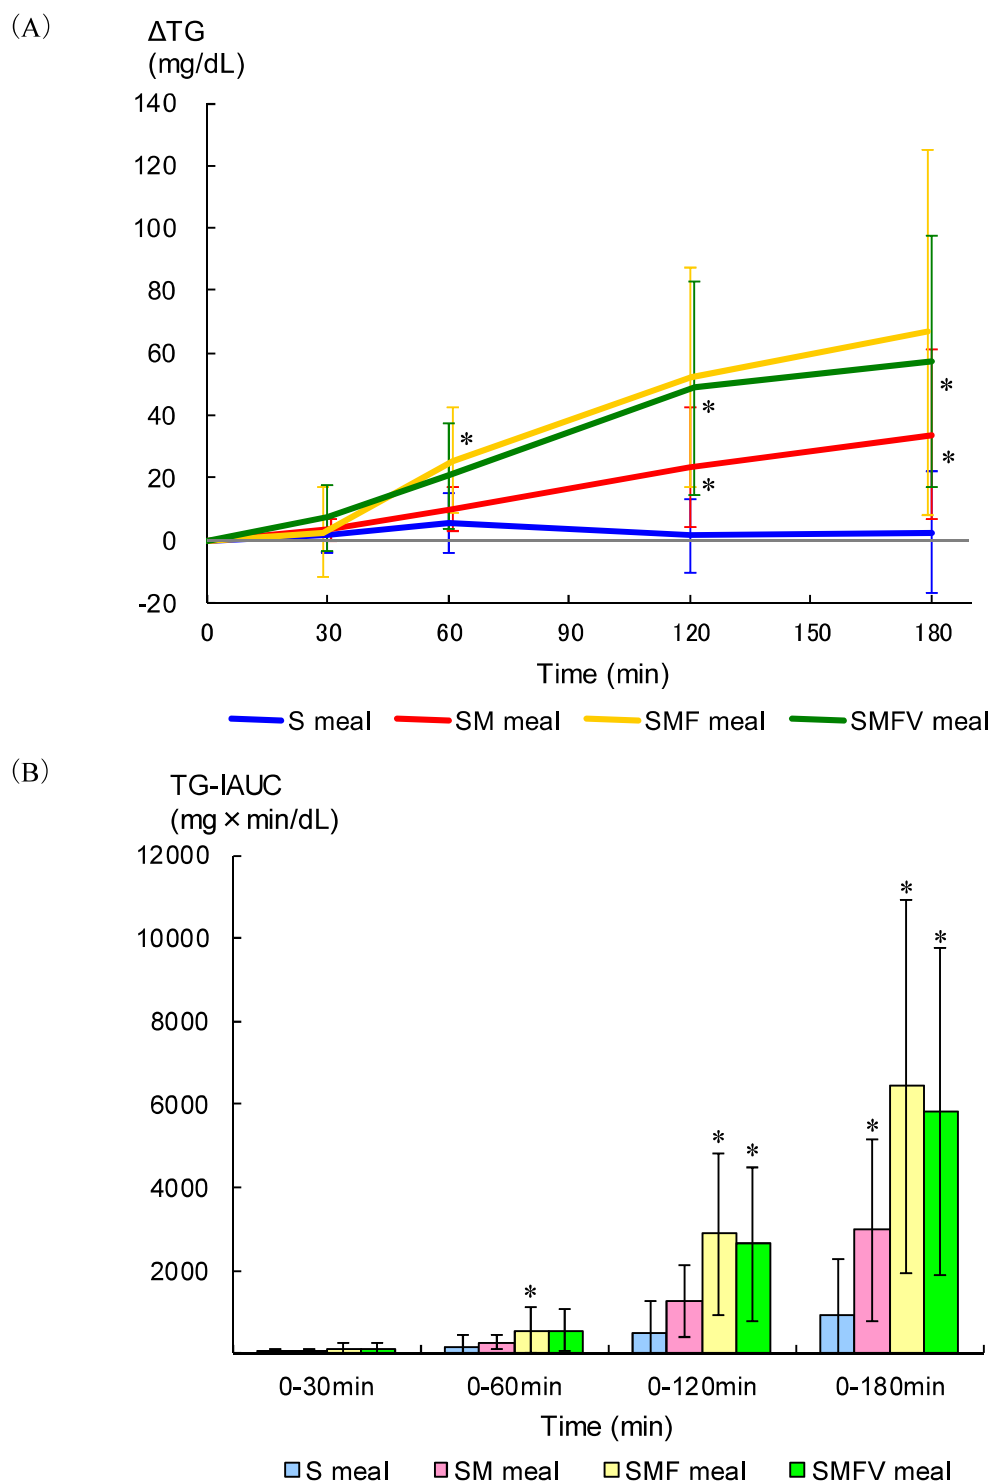 (A)
ΔTG
(mg/dL)
140
120
100
80
60
40
20
0
-20
*
*
*
*
*
0 30 60 90 120 150 180
Time (min)
S meal SM meal SMF meal SMFV meal
(B)
TG-IAUC
(mg×min/dL)
12000
10000
8000
6000
4000
2000
*
*
*
*
*
*
0-30min 0-60min 0-120min 0-180min
Time (min)
S meal SM meal SMF meal SMFV meal